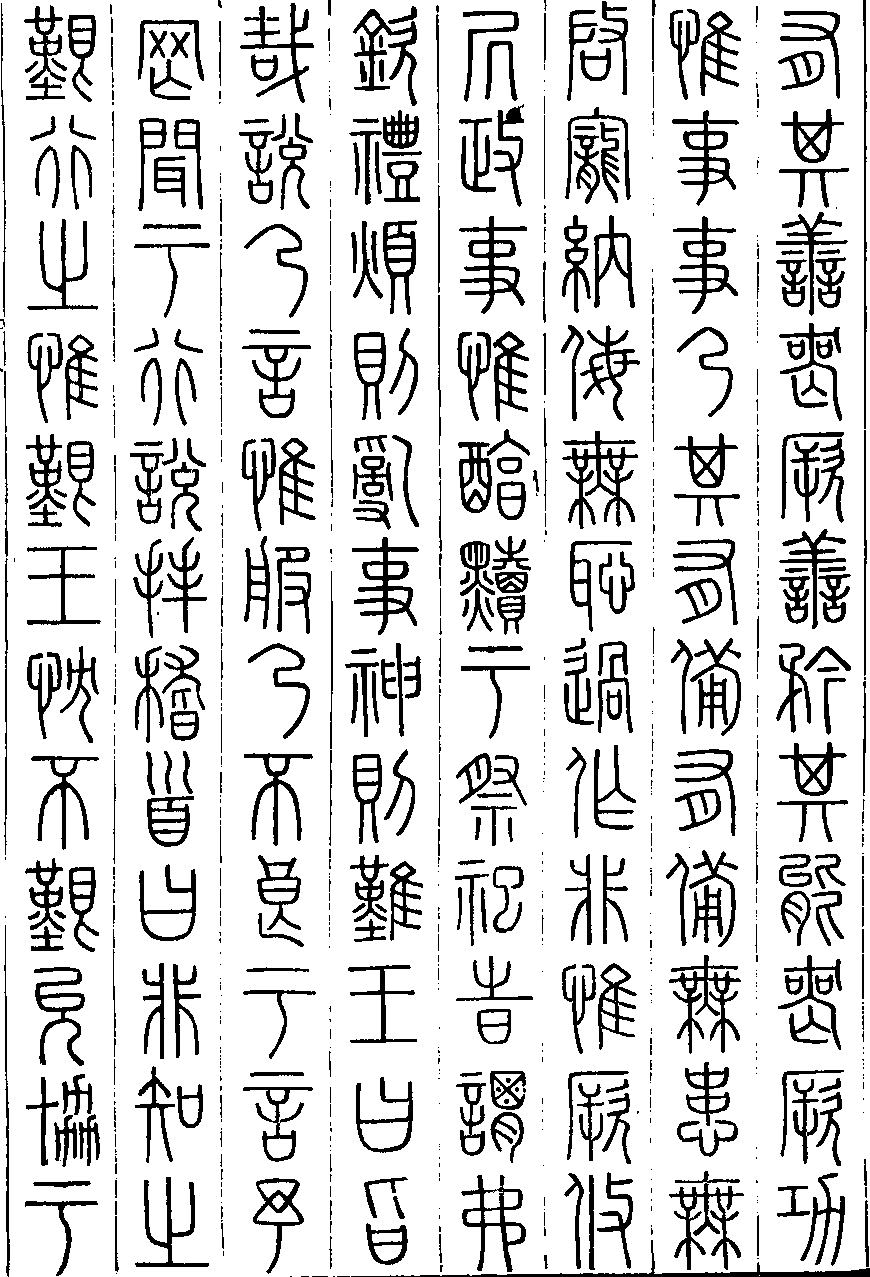 有其善喪厥善矜其能喪厥功
惟事事乃其有備有備無患無
啓寵納侮無恥過作非惟厥攸
居政事惟醇黷于祭祀時謂弗
欽禮煩則亂事神則難王曰旨
哉說乃言惟服乃不良于言予
罔聞于行說拜稽首曰非知之
艱行之惟艱王忱不艱允協于